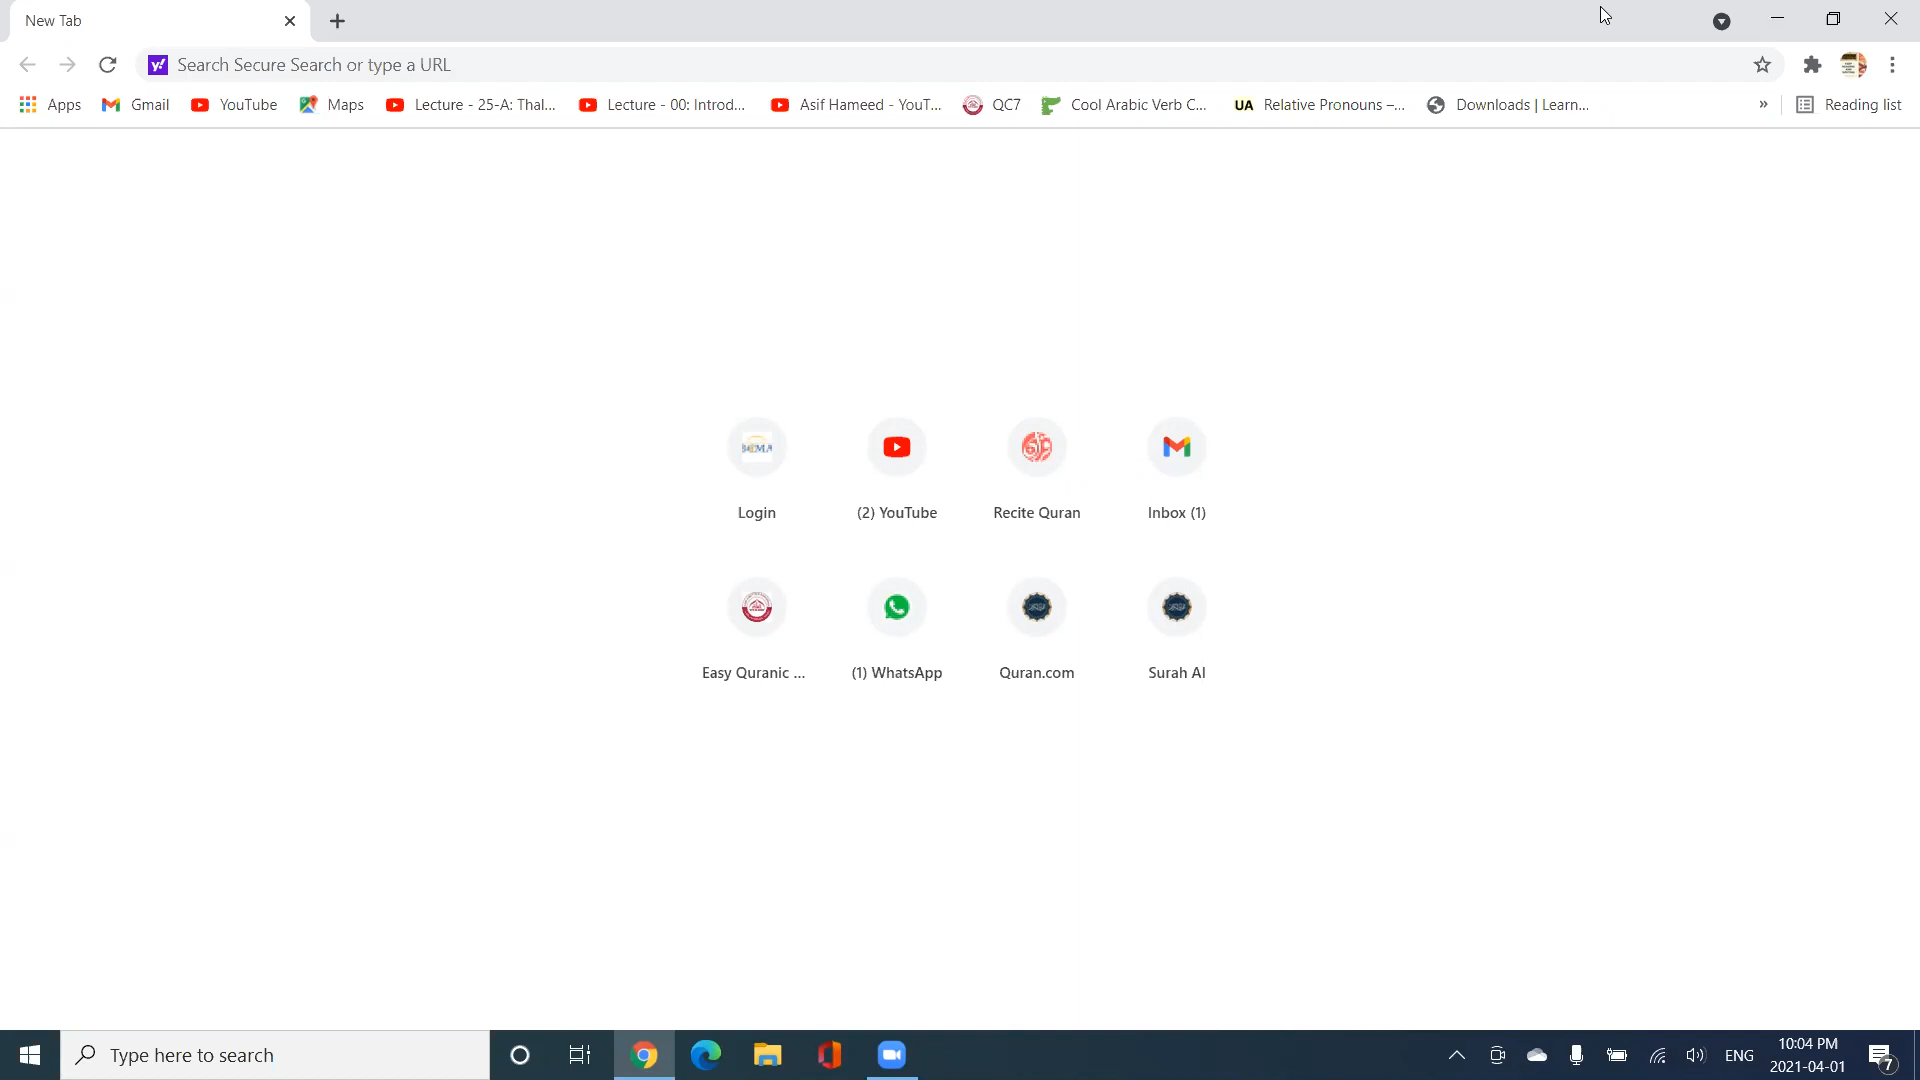 New Tab
Search Secure Search or type a URL
Apps Gmail YouTube Maps Lecture - 25-A: Thal... Lecture - 00: Introd... Asif Hameed - YouT... QC7 Cool Arabic Verb C... UA Relative Pronouns –... Downloads | Learn... » Reading list
Login (2) YouTube Recite Quran Inbox (1)
Easy Quranic ... (1) WhatsApp Quran.com Surah Al
Type here to search
ENG
10:04 PM
2021-04-01
7